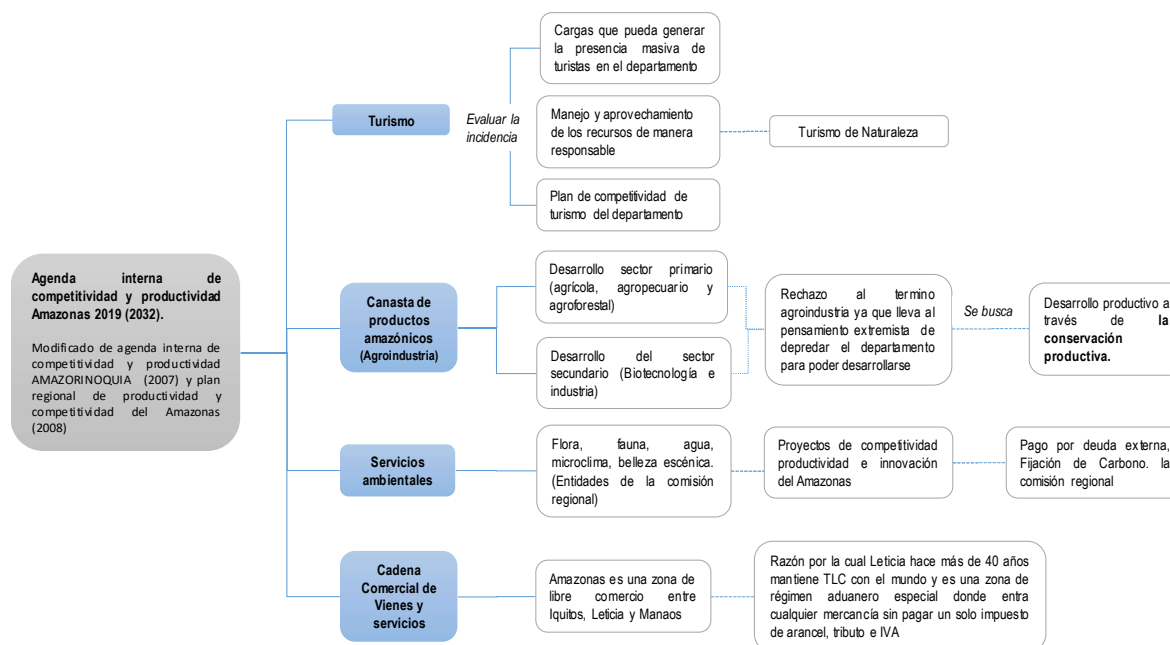 Agenda interna de
competitividad y productividad
Amazonas 2019 (2032).
Modificado de agenda interna de
competitividad y productividad
AMAZORINOQUIA (2007) y plan
regional de productividad y
competitividad del Amazonas
(2008)
Turismo
Evaluar la
incidencia
Cargas que pueda generar
la presencia masiva de
turistas en el departamento
Manejo y aprovechamiento
de los recursos de manera
responsable
Turismo de Naturaleza
Plan de competitividad de
turismo del departamento
Canasta de
productos
amazónicos
(Agroindustria)
Desarrollo sector primario
(agrícola, agropecuario y
agroforestal)
Desarrollo del sector
secundario (Biotecnología e
industria)
Rechazo al termino
agroindustria ya que lleva al
pensamiento extremista de
depredar el departamento
para poder desarrollarse
Se busca
Desarrollo productivo a
través de la
conservación
productiva.
Servicios
ambientales
Flora, fauna, agua,
microclima, belleza escénica.
(Entidades de la comisión
regional)
Proyectos de competitividad
productividad e innovación
del Amazonas
Pago por deuda externa,
Fijación de Carbono. la
comisión regional
Cadena
Comercial de
Vienes y
servicios
Amazonas es una zona de
libre comercio entre
Iquitos, Leticia y Manaos
Razón por la cual Leticia hace más de 40 años
mantiene TLC con el mundo y es una zona de
régimen aduanero especial donde entra
cualquier mercancía sin pagar un solo impuesto
de arancel, tributo e IVA